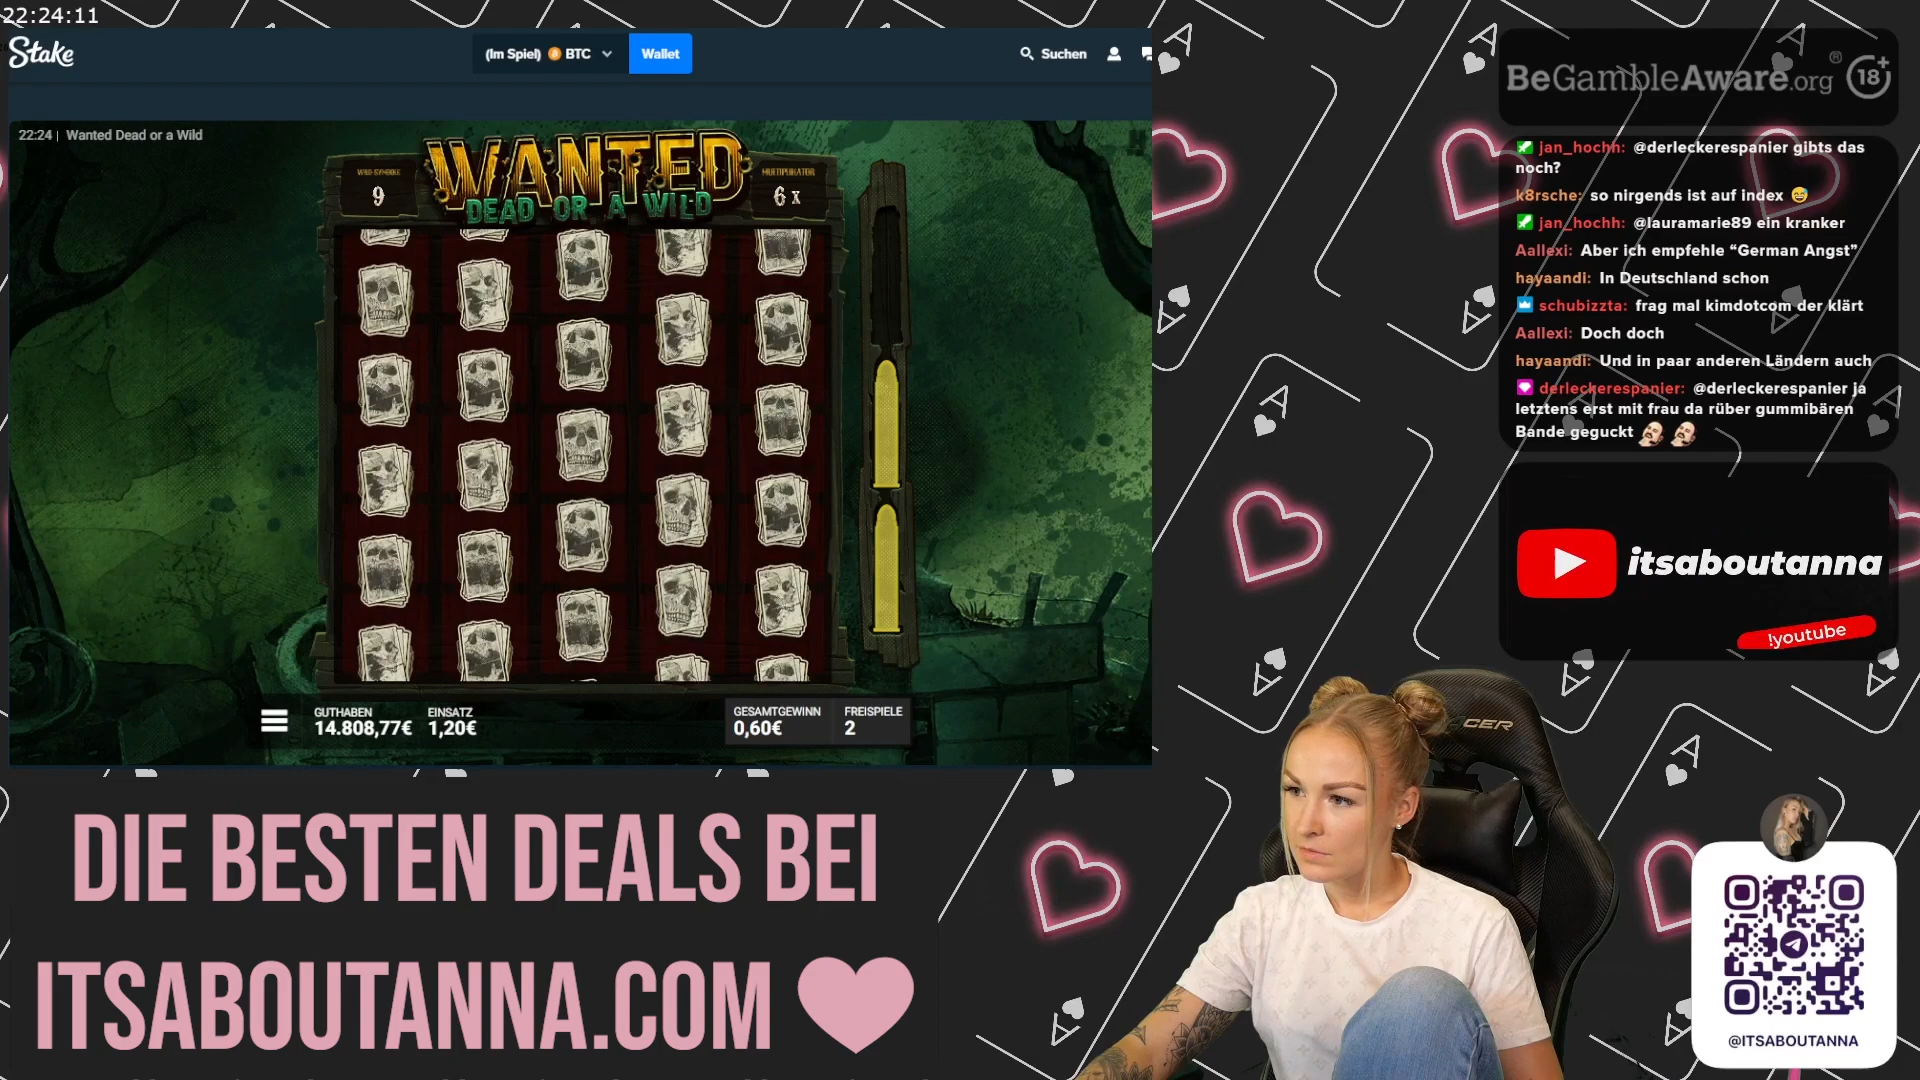 22:24:11
Stake
(Im Spiel) BTC
Wallet
Suchen
22:24 | Wanted Dead or a Wild
WILD-SYMBOLE
9
WANTED
DEAD OR A WILD
MULTIPLIKATOR
6 x
GUTHABEN
14.808,77€
EINSATZ
1,20€
GESAMTGEWINN
0,60€
FREISPIELE
2
BeGambleAware.org®
18+
jan_hochh: @derleckerespanier gibts das
noch?
k8rsche: so nirgends ist auf index
jan_hochh: @lauramarie89 ein kranker
Aallexi: Aber ich empfehle “German Angst”
hayaandi: In Deutschland schon
schubizzta: frag mal kimdotcom der klärt
Aallexi: Doch doch
hayaandi: Und in paar anderen Ländern auch
derleckerespanier: @derleckerespanier ja
letztens erst mit frau da rüber gummibären
Bande geguckt
itsaboutanna
!youtube
DIE BESTEN DEALS BEI
ITSABOUTANNA.COM
@ITSABOUTANNA